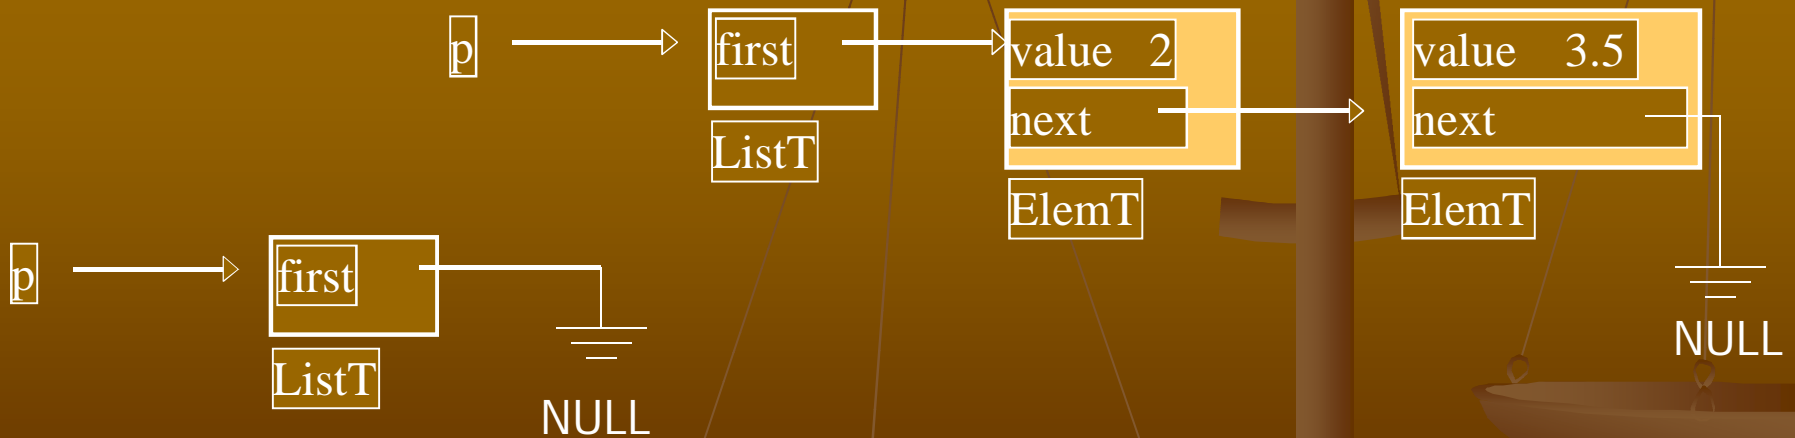 p
first
value 2
value 3.5
next
next
ListT
ElemT
ElemT
p
first
NULL
ListT
NULL